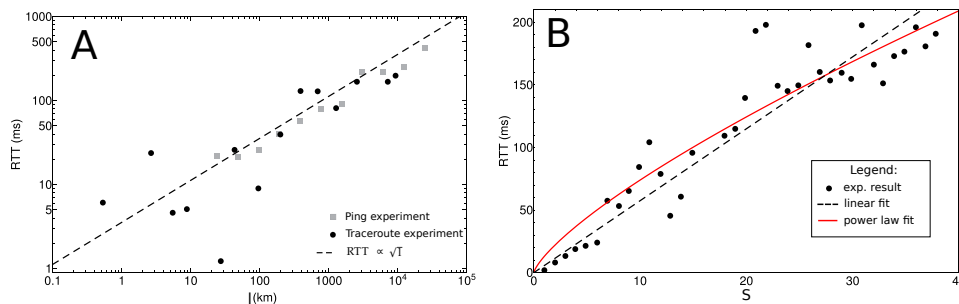 A
1000
500
100
50
10
5
1
RTT (ms)
Ping experiment
Traceroute experiment
RTT ∝ √l
0.1 1 10 100 1000 10⁴ 10⁵
l(km)
B
200
150
100
50
0
RTT (ms)
Legend:
exp. result
linear fit
power law fit
0 10 20 30 4
S